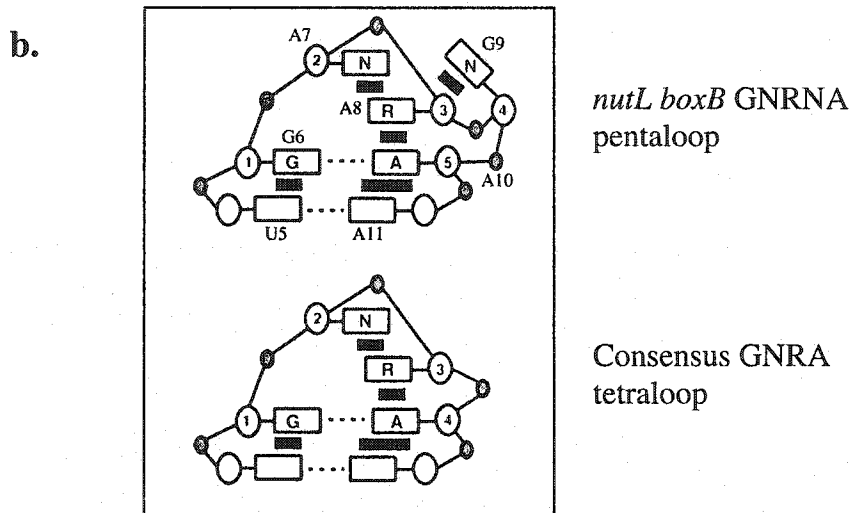 b.
A7
G9
2 N
N
A8 R 3
4
G6
1 G A 5
A10
U5 A11
nutL boxB GNRNA
pentaloop
2 N
R 3
1 G A 4
Consensus GNRA
tetraloop